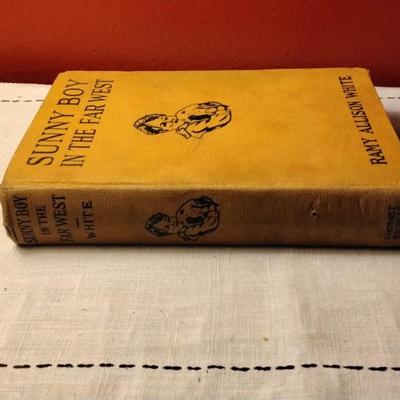 SUNNY BOY
IN THE FAR WEST
RAMY ALLISON WHITE
SUNNY BOY
IN THE
FAR WEST
WHITE